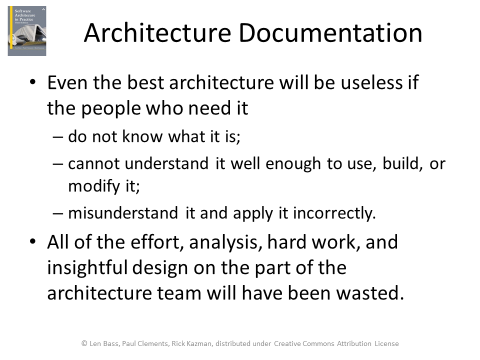 Architecture Documentation
• Even the best architecture will be useless if
the people who need it
– do not know what it is;
– cannot understand it well enough to use, build, or
modify it;
– misunderstand it and apply it incorrectly.
• All of the effort, analysis, hard work, and
insightful design on the part of the
architecture team will have been wasted.
© Len Bass, Paul Clements, Rick Kazman, distributed under Creative Commons Attribution License